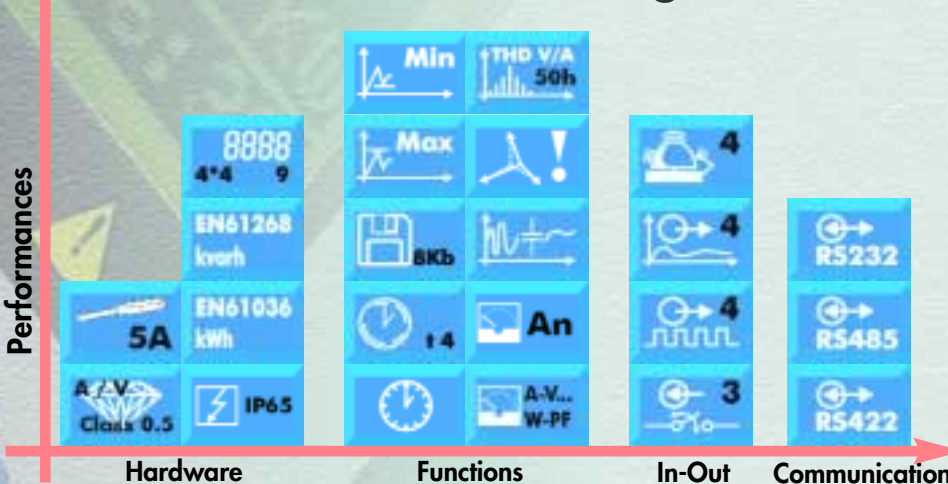 Performances
Min
THD V/A
50h
8888
4*4 9
Max
!
4
EN61268
kvarh
8Kb
4
RS232
5A
EN61036
kWh
t 4
An
4
RS485
A / V
Class 0.5
IP65
A-V...
W-PF
3
RS422
Hardware
Functions
In-Out
Communication